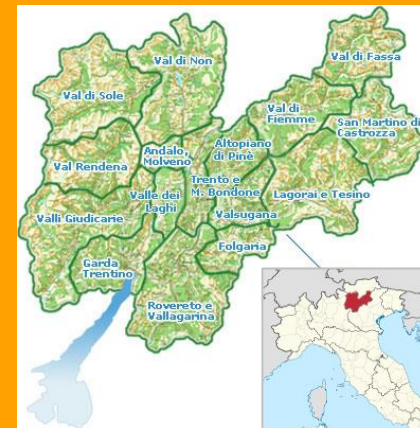 Val di Non
Val di Fassa
Val di Sole
Val di
Fiemme
San Martino di
Castrozza
Andalo,
Molveno
Altopiano
di Pinè
Val Rendena
Valle dei
Laghi
Trento e
M. Bondone
Lagorai e Tesino
Valli Giudicarie
Valsugana
Folgaria
Garda
Trentino
Rovereto e
Vallagarina